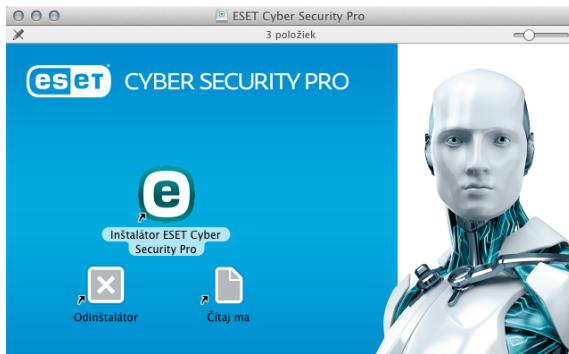 ESET Cyber Security Pro
3 položiek
eset CYBER SECURITY PRO
e
Inštalátor ESET Cyber
Security Pro
Odinštalátor
Čítaj ma